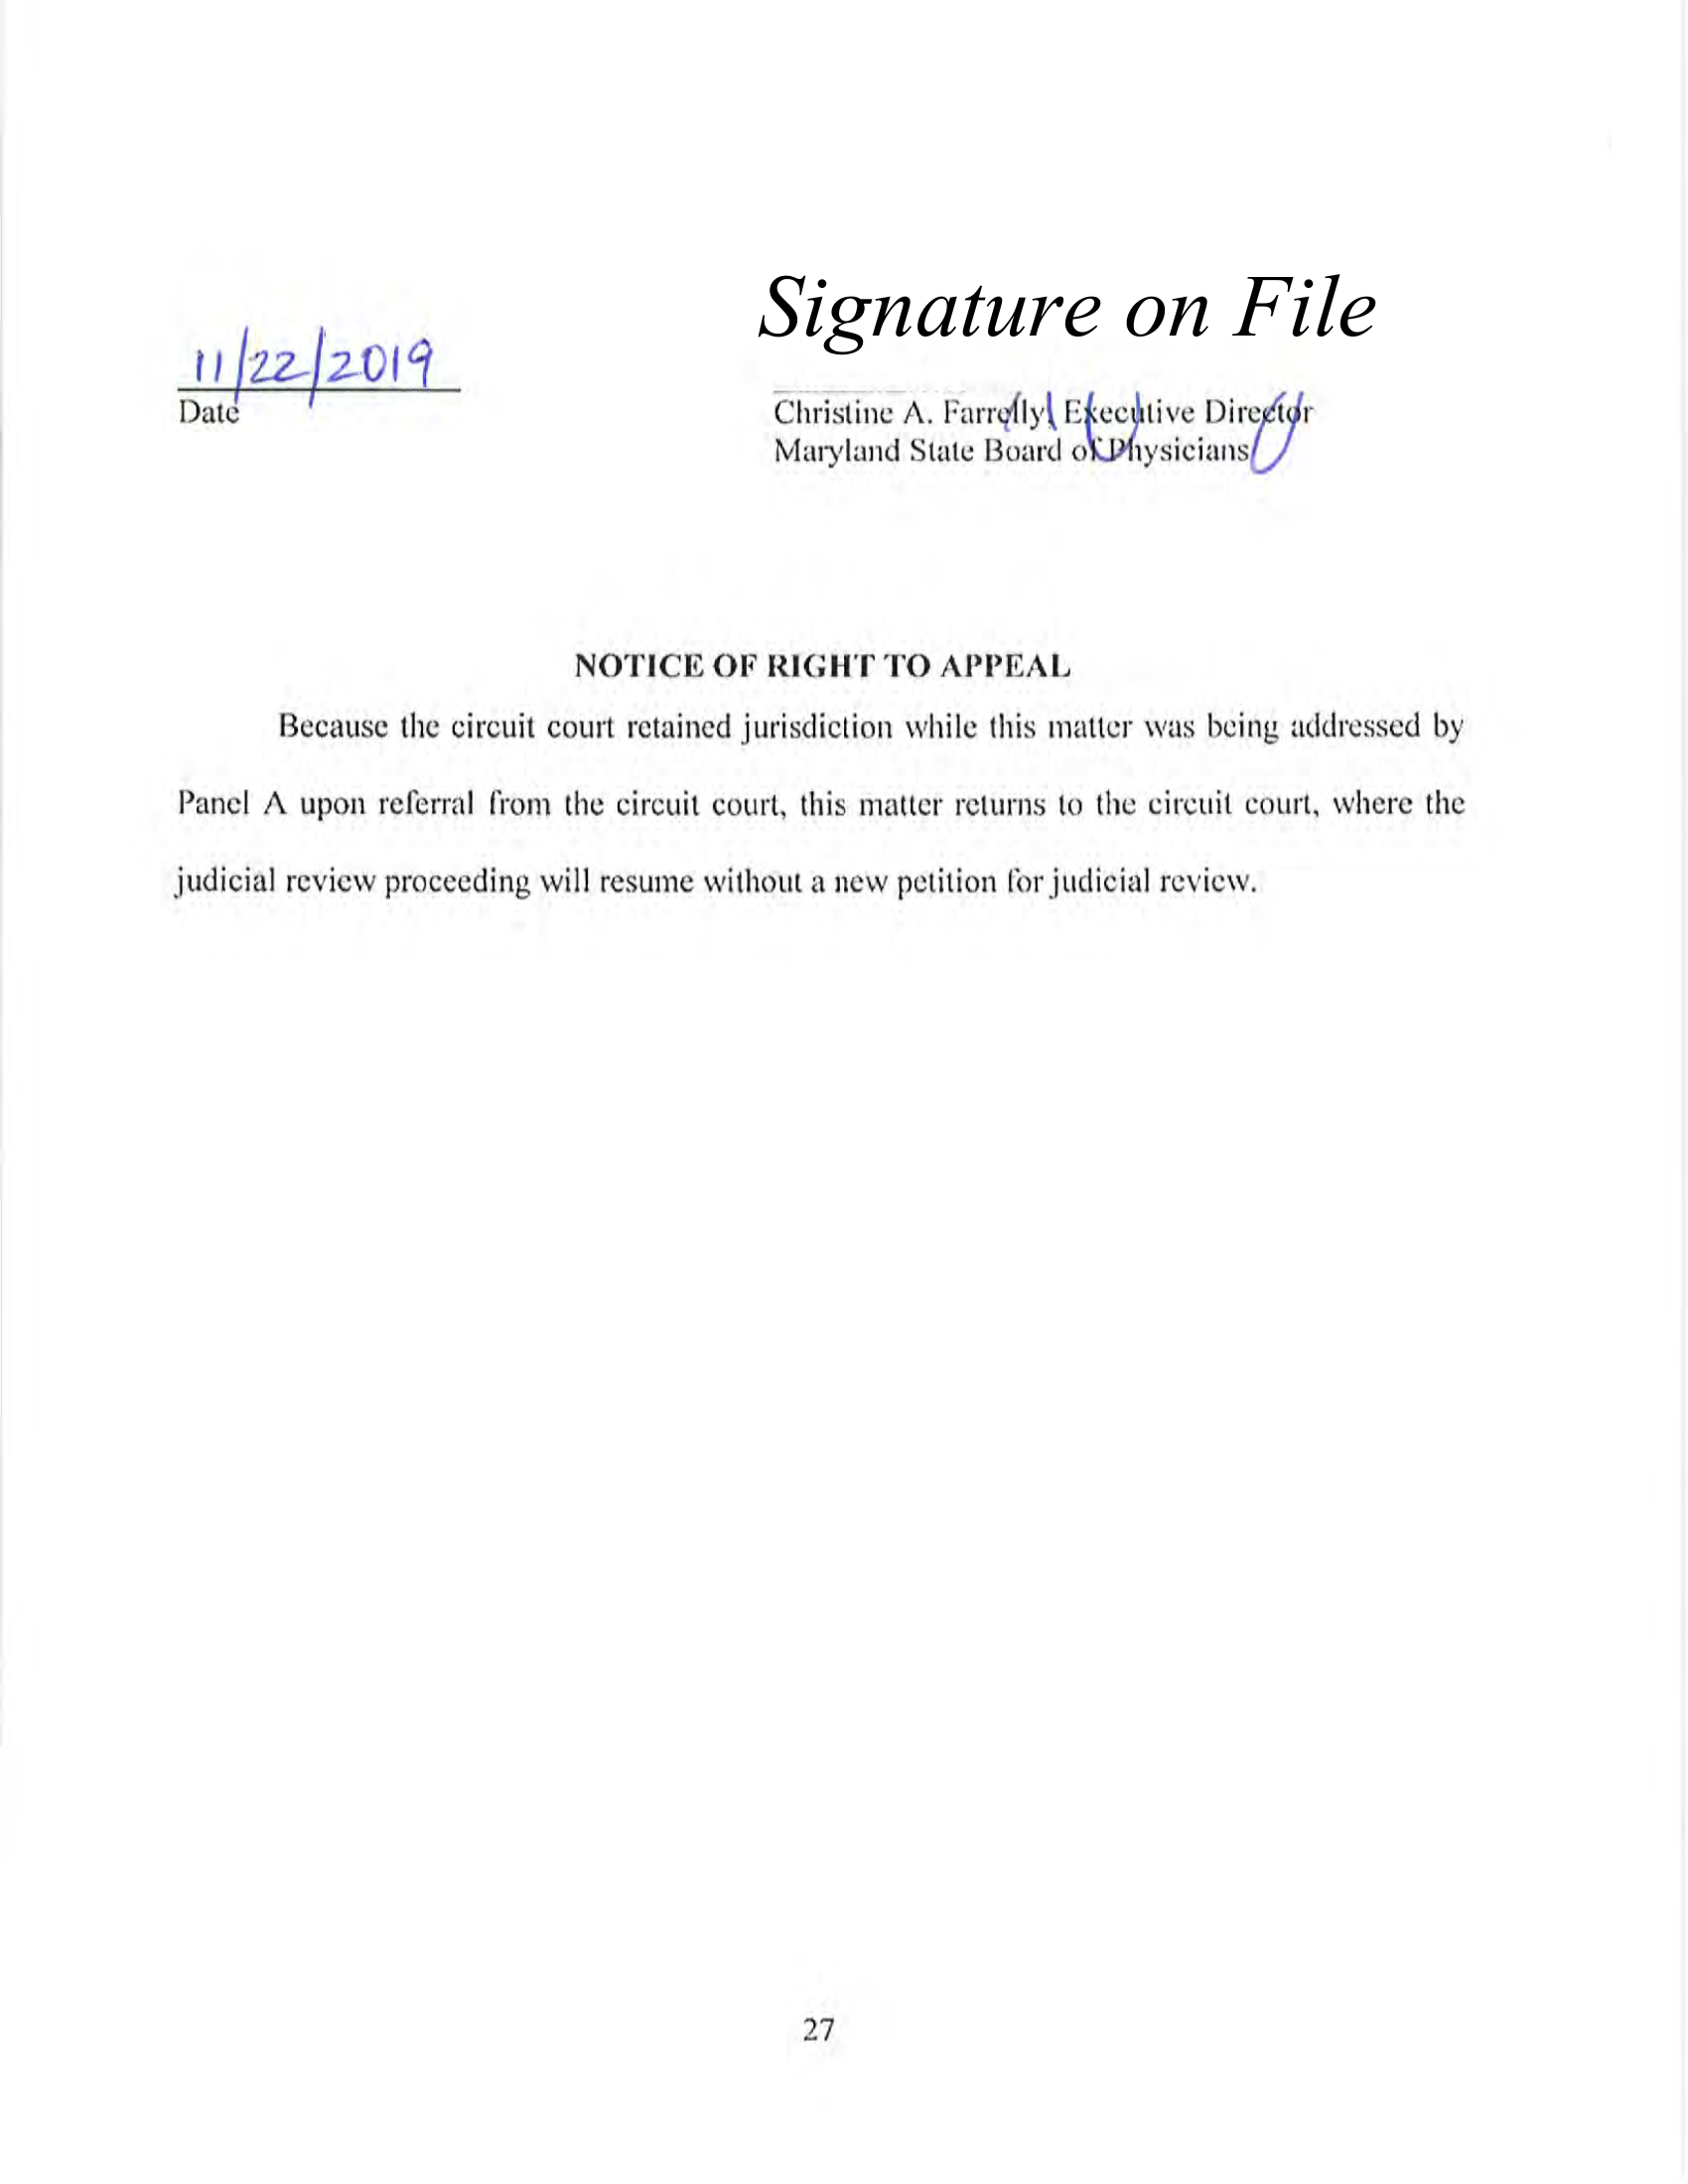 Signature on File
11/22/2019
Date
Christine A. Farrelly, Executive Director
Maryland State Board of Physicians
NOTICE OF RIGHT TO APPEAL
Because the circuit court retained jurisdiction while this matter was being addressed by
Panel A upon referral from the circuit court, this matter returns to the circuit court, where the
judicial review proceeding will resume without a new petition for judicial review.
27